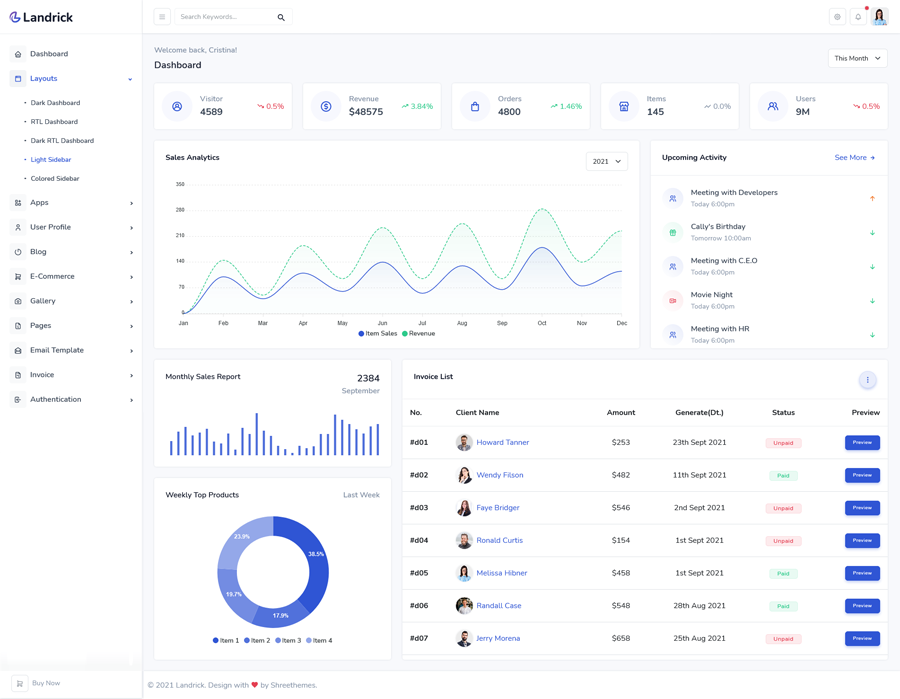 Landrick
Search Keywords...
Dashboard
Layouts
Dark Dashboard
RTL Dashboard
Dark RTL Dashboard
Light Sidebar
Colored Sidebar
Apps
User Profile
Blog
E-Commerce
Gallery
Pages
Email Template
Invoice
Authentication
Buy Now
Welcome back, Cristina!
Dashboard
This Month
Visitor
4589
0.5%
Revenue
$48575
3.84%
Orders
4800
1.46%
Items
145
0.0%
Users
9M
0.5%
Sales Analytics
2021
350
280
210
140
70
0
Jan Feb Mar Apr May Jun Jul Aug Sep Oct Nov Dec
Item Sales Revenue
Upcoming Activity
See More
Meeting with Developers
Today 6:00pm
Cally's Birthday
Tomorrow 10:00am
Meeting with C.E.O
Today 6:00pm
Movie Night
Today 6:00pm
Meeting with HR
Today 6:00pm
Monthly Sales Report
2384
September
Weekly Top Products
Last Week
23.9%
38.5%
19.7%
17.9%
Item 1 Item 2 Item 3 Item 4
Invoice List
No. Client Name Amount Generate(Dt.) Status Preview
#d01 Howard Tanner $253 23th Sept 2021 Unpaid Preview
#d02 Wendy Filson $482 11th Sept 2021 Paid Preview
#d03 Faye Bridger $546 2nd Sept 2021 Unpaid Preview
#d04 Ronald Curtis $154 1st Sept 2021 Unpaid Preview
#d05 Melissa Hibner $458 1st Sept 2021 Paid Preview
#d06 Randall Case $548 28th Aug 2021 Paid Preview
#d07 Jerry Morena $658 25th Aug 2021 Unpaid Preview
© 2021 Landrick. Design with ❤ by Shreethemes.